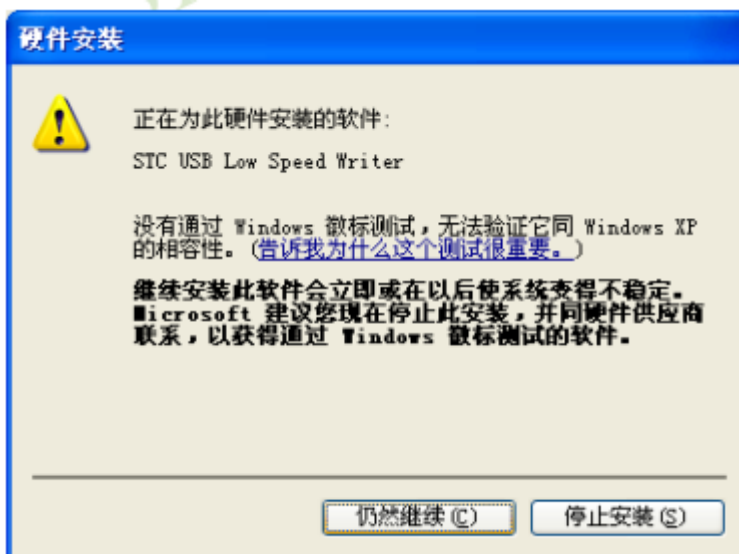 硬件安装
正在为此硬件安装的软件:
STC USB Low Speed Writer
没有通过 Windows 徽标测试，无法验证它同 Windows XP
的相容性。(告诉我为什么这个测试很重要。)
继续安装此软件会立即或在以后使系统变得不稳定。
Microsoft 建议您现在停止此安装，并同硬件供应商
联系，以获得通过 Windows 徽标测试的软件。
仍然继续(C)
停止安装(S)